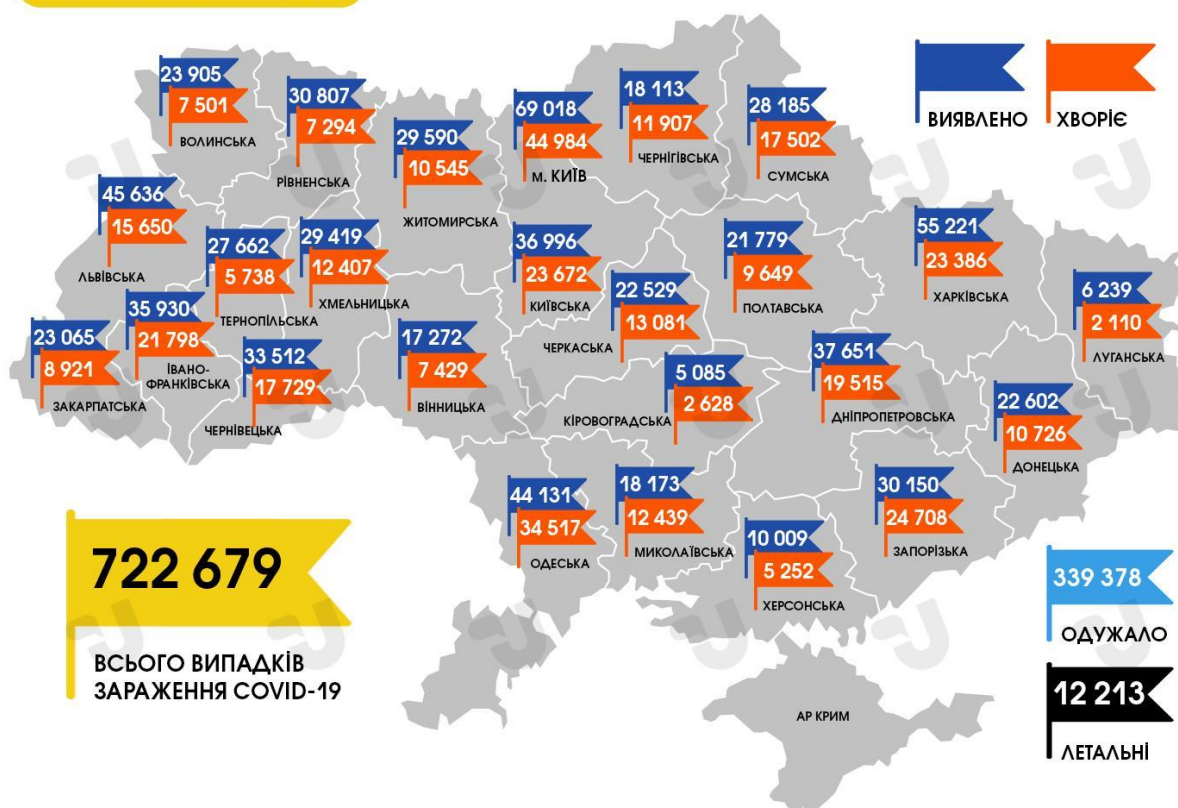 ВИЯВЛЕНО
ХВОРІЄ
23 905
7 501
ВОЛИНСЬКА
30 807
7 294
РІВНЕНСЬКА
29 590
10 545
ЖИТОМИРСЬКА
69 018
44 984
м. КИЇВ
18 113
11 907
ЧЕРНІГІВСЬКА
28 185
17 502
СУМСЬКА
45 636
15 650
ЛЬВІВСЬКА
27 662
5 738
ТЕРНОПІЛЬСЬКА
29 419
12 407
ХМЕЛЬНИЦЬКА
36 996
23 672
КИЇВСЬКА
22 529
13 081
ЧЕРКАСЬКА
21 779
9 649
ПОЛТАВСЬКА
55 221
23 386
ХАРКІВСЬКА
6 239
2 110
ЛУГАНСЬКА
23 065
8 921
ЗАКАРПАТСЬКА
35 930
21 798
ІВАНО-
ФРАНКІВСЬКА
33 512
17 729
ЧЕРНІВЕЦЬКА
17 272
7 429
ВІННИЦЬКА
5 085
2 628
КІРОВОГРАДСЬКА
37 651
19 515
ДНІПРОПЕТРОВСЬКА
22 602
10 726
ДОНЕЦЬКА
44 131
34 517
ОДЕСЬКА
18 173
12 439
МИКОЛАЇВСЬКА
10 009
5 252
ХЕРСОНСЬКА
30 150
24 708
ЗАПОРІЗЬКА
722 679
ВСЬОГО ВИПАДКІВ
ЗАРАЖЕННЯ COVID-19
339 378
ОДУЖАЛО
12 213
ЛЕТАЛЬНІ
АР КРИМ